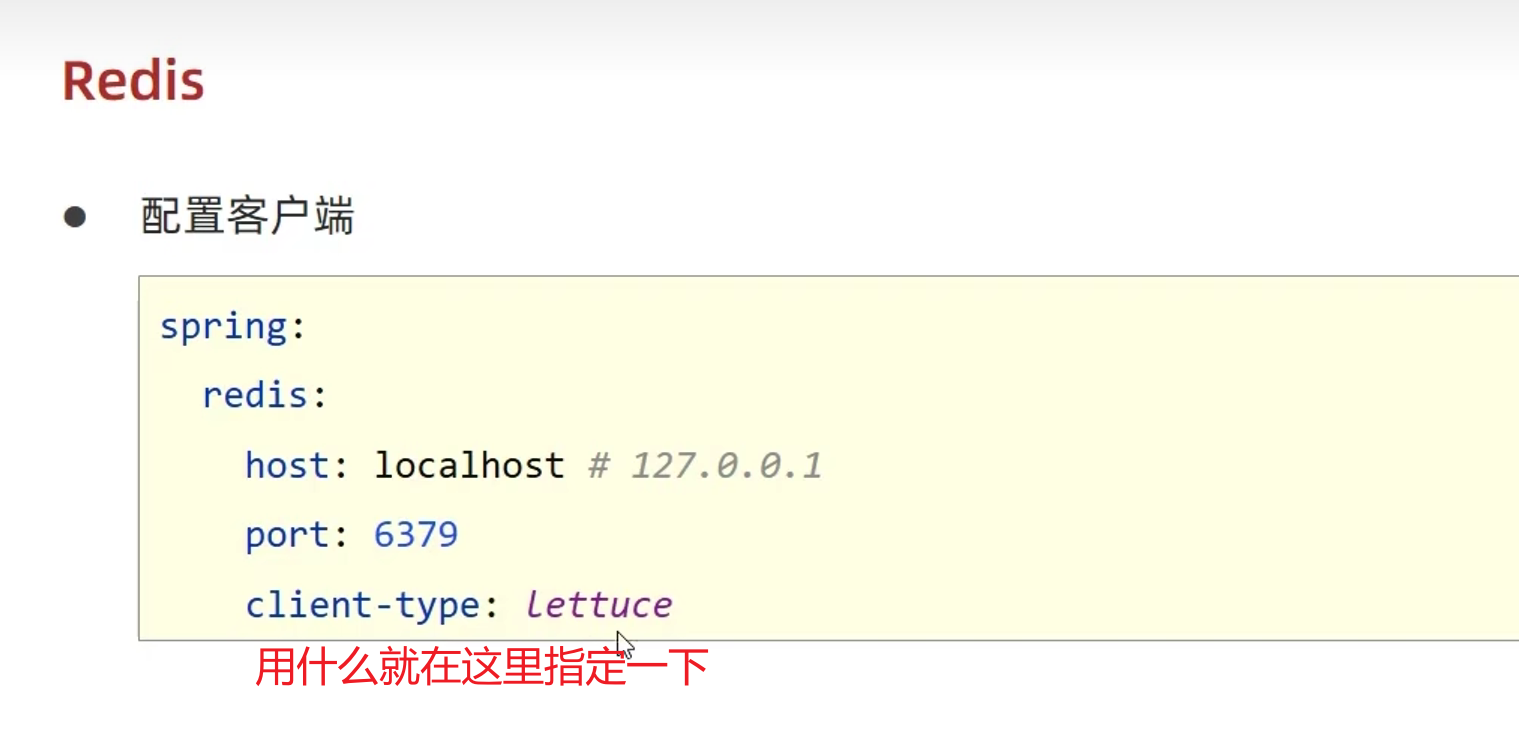 Redis
● 配置客户端
spring:
  redis:
    host: localhost # 127.0.0.1
    port: 6379
    client-type: lettuce
用什么就在这里指定一下